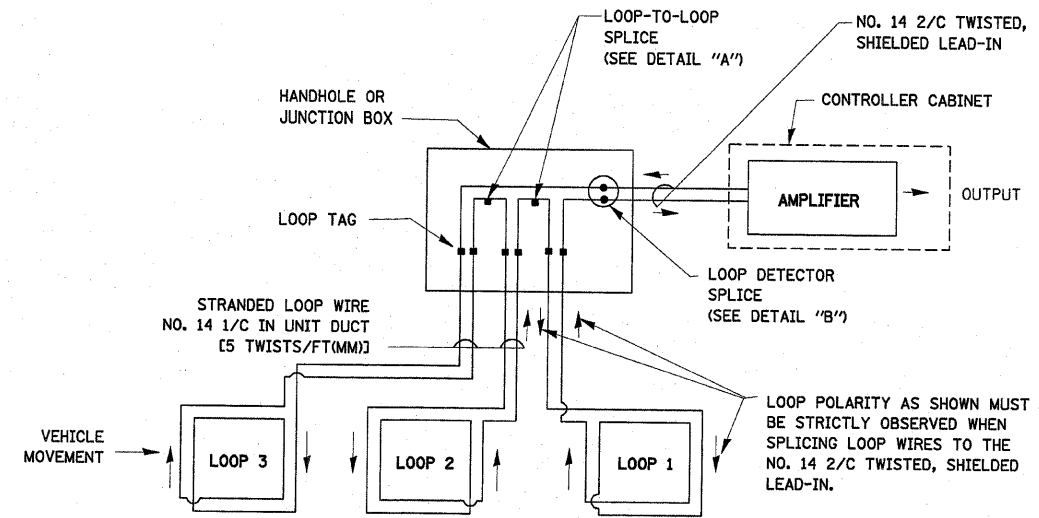 LOOP-TO-LOOP
SPLICE
(SEE DETAIL "A")
NO. 14 2/C TWISTED,
SHIELDED LEAD-IN
HANDHOLE OR
JUNCTION BOX
CONTROLLER CABINET
AMPLIFIER
OUTPUT
LOOP TAG
LOOP DETECTOR
SPLICE
(SEE DETAIL "B")
STRANDED LOOP WIRE
NO. 14 1/C IN UNIT DUCT
[5 TWISTS/FT(MM)]
LOOP POLARITY AS SHOWN MUST
BE STRICTLY OBSERVED WHEN
SPLICING LOOP WIRES TO THE
NO. 14 2/C TWISTED, SHIELDED
LEAD-IN.
VEHICLE
MOVEMENT
LOOP 3
LOOP 2
LOOP 1